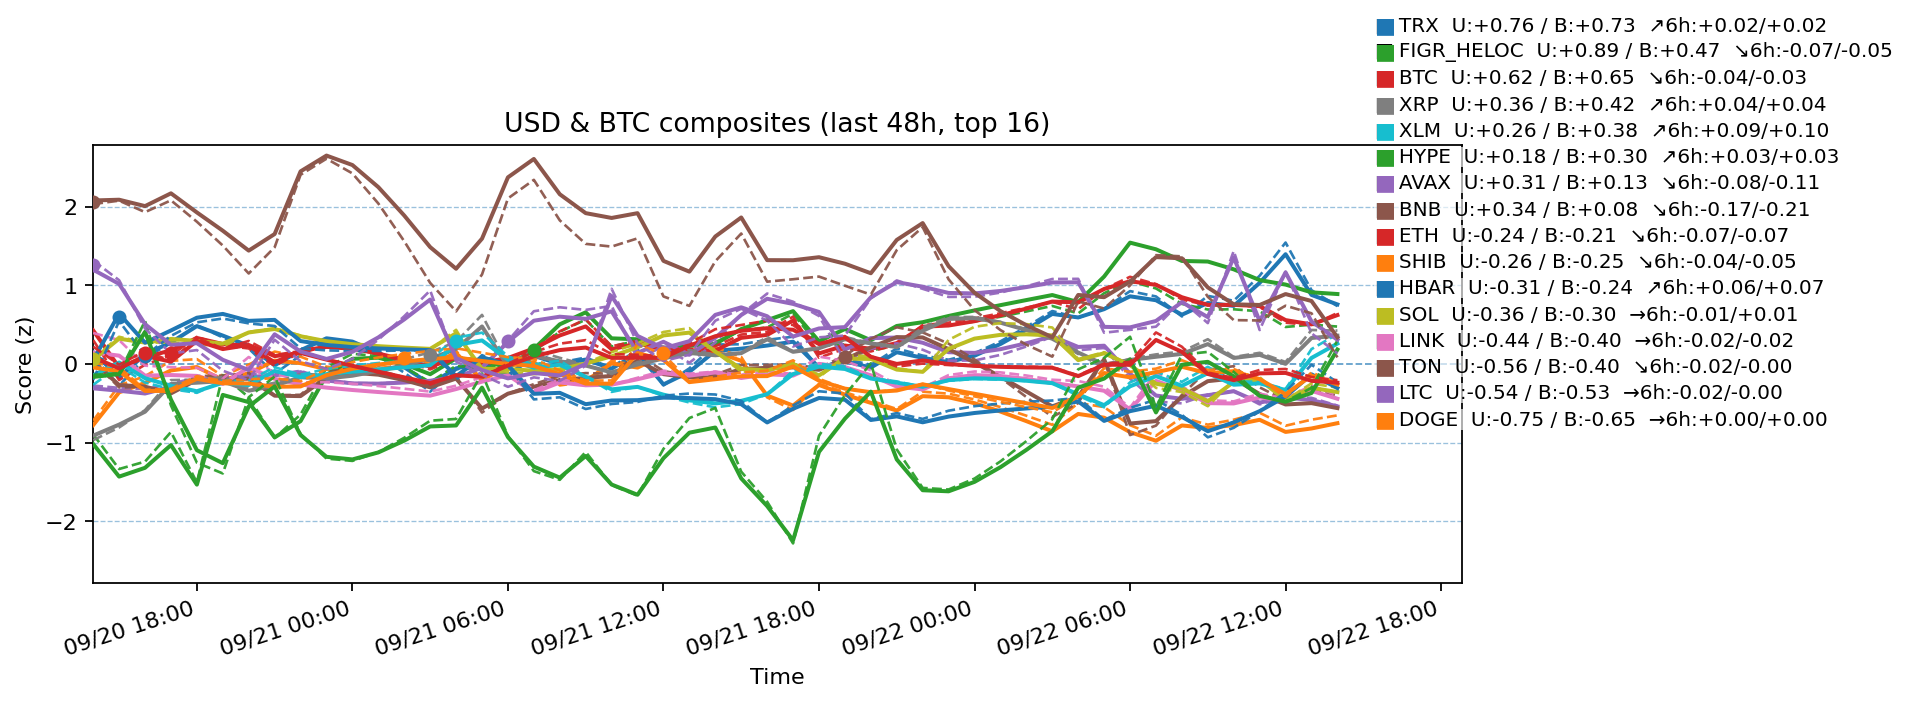 TRX U:+0.76 / B:+0.73 ↗6h:+0.02/+0.02
FIGR_HELOC U:+0.89 / B:+0.47 ↘6h:-0.07/-0.05
BTC U:+0.62 / B:+0.65 ↘6h:-0.04/-0.03
XRP U:+0.36 / B:+0.42 ↗6h:+0.04/+0.04
XLM U:+0.26 / B:+0.38 ↗6h:+0.09/+0.10
HYPE U:+0.18 / B:+0.30 ↗6h:+0.03/+0.03
AVAX U:+0.31 / B:+0.13 ↘6h:-0.08/-0.11
BNB U:+0.34 / B:+0.08 ↘6h:-0.17/-0.21
ETH U:-0.24 / B:-0.21 ↘6h:-0.07/-0.07
SHIB U:-0.26 / B:-0.25 ↘6h:-0.04/-0.05
HBAR U:-0.31 / B:-0.24 ↗6h:+0.06/+0.07
SOL U:-0.36 / B:-0.30 →6h:-0.01/+0.01
LINK U:-0.44 / B:-0.40 →6h:-0.02/-0.02
TON U:-0.56 / B:-0.40 ↘6h:-0.02/-0.00
LTC U:-0.54 / B:-0.53 →6h:-0.02/-0.00
DOGE U:-0.75 / B:-0.65 →6h:+0.00/+0.00
USD & BTC composites (last 48h, top 16)
Score (z)
2
1
0
−1
−2
09/20 18:00
09/21 00:00
09/21 06:00
09/21 12:00
09/21 18:00
09/22 00:00
09/22 06:00
09/22 12:00
09/22 18:00
Time